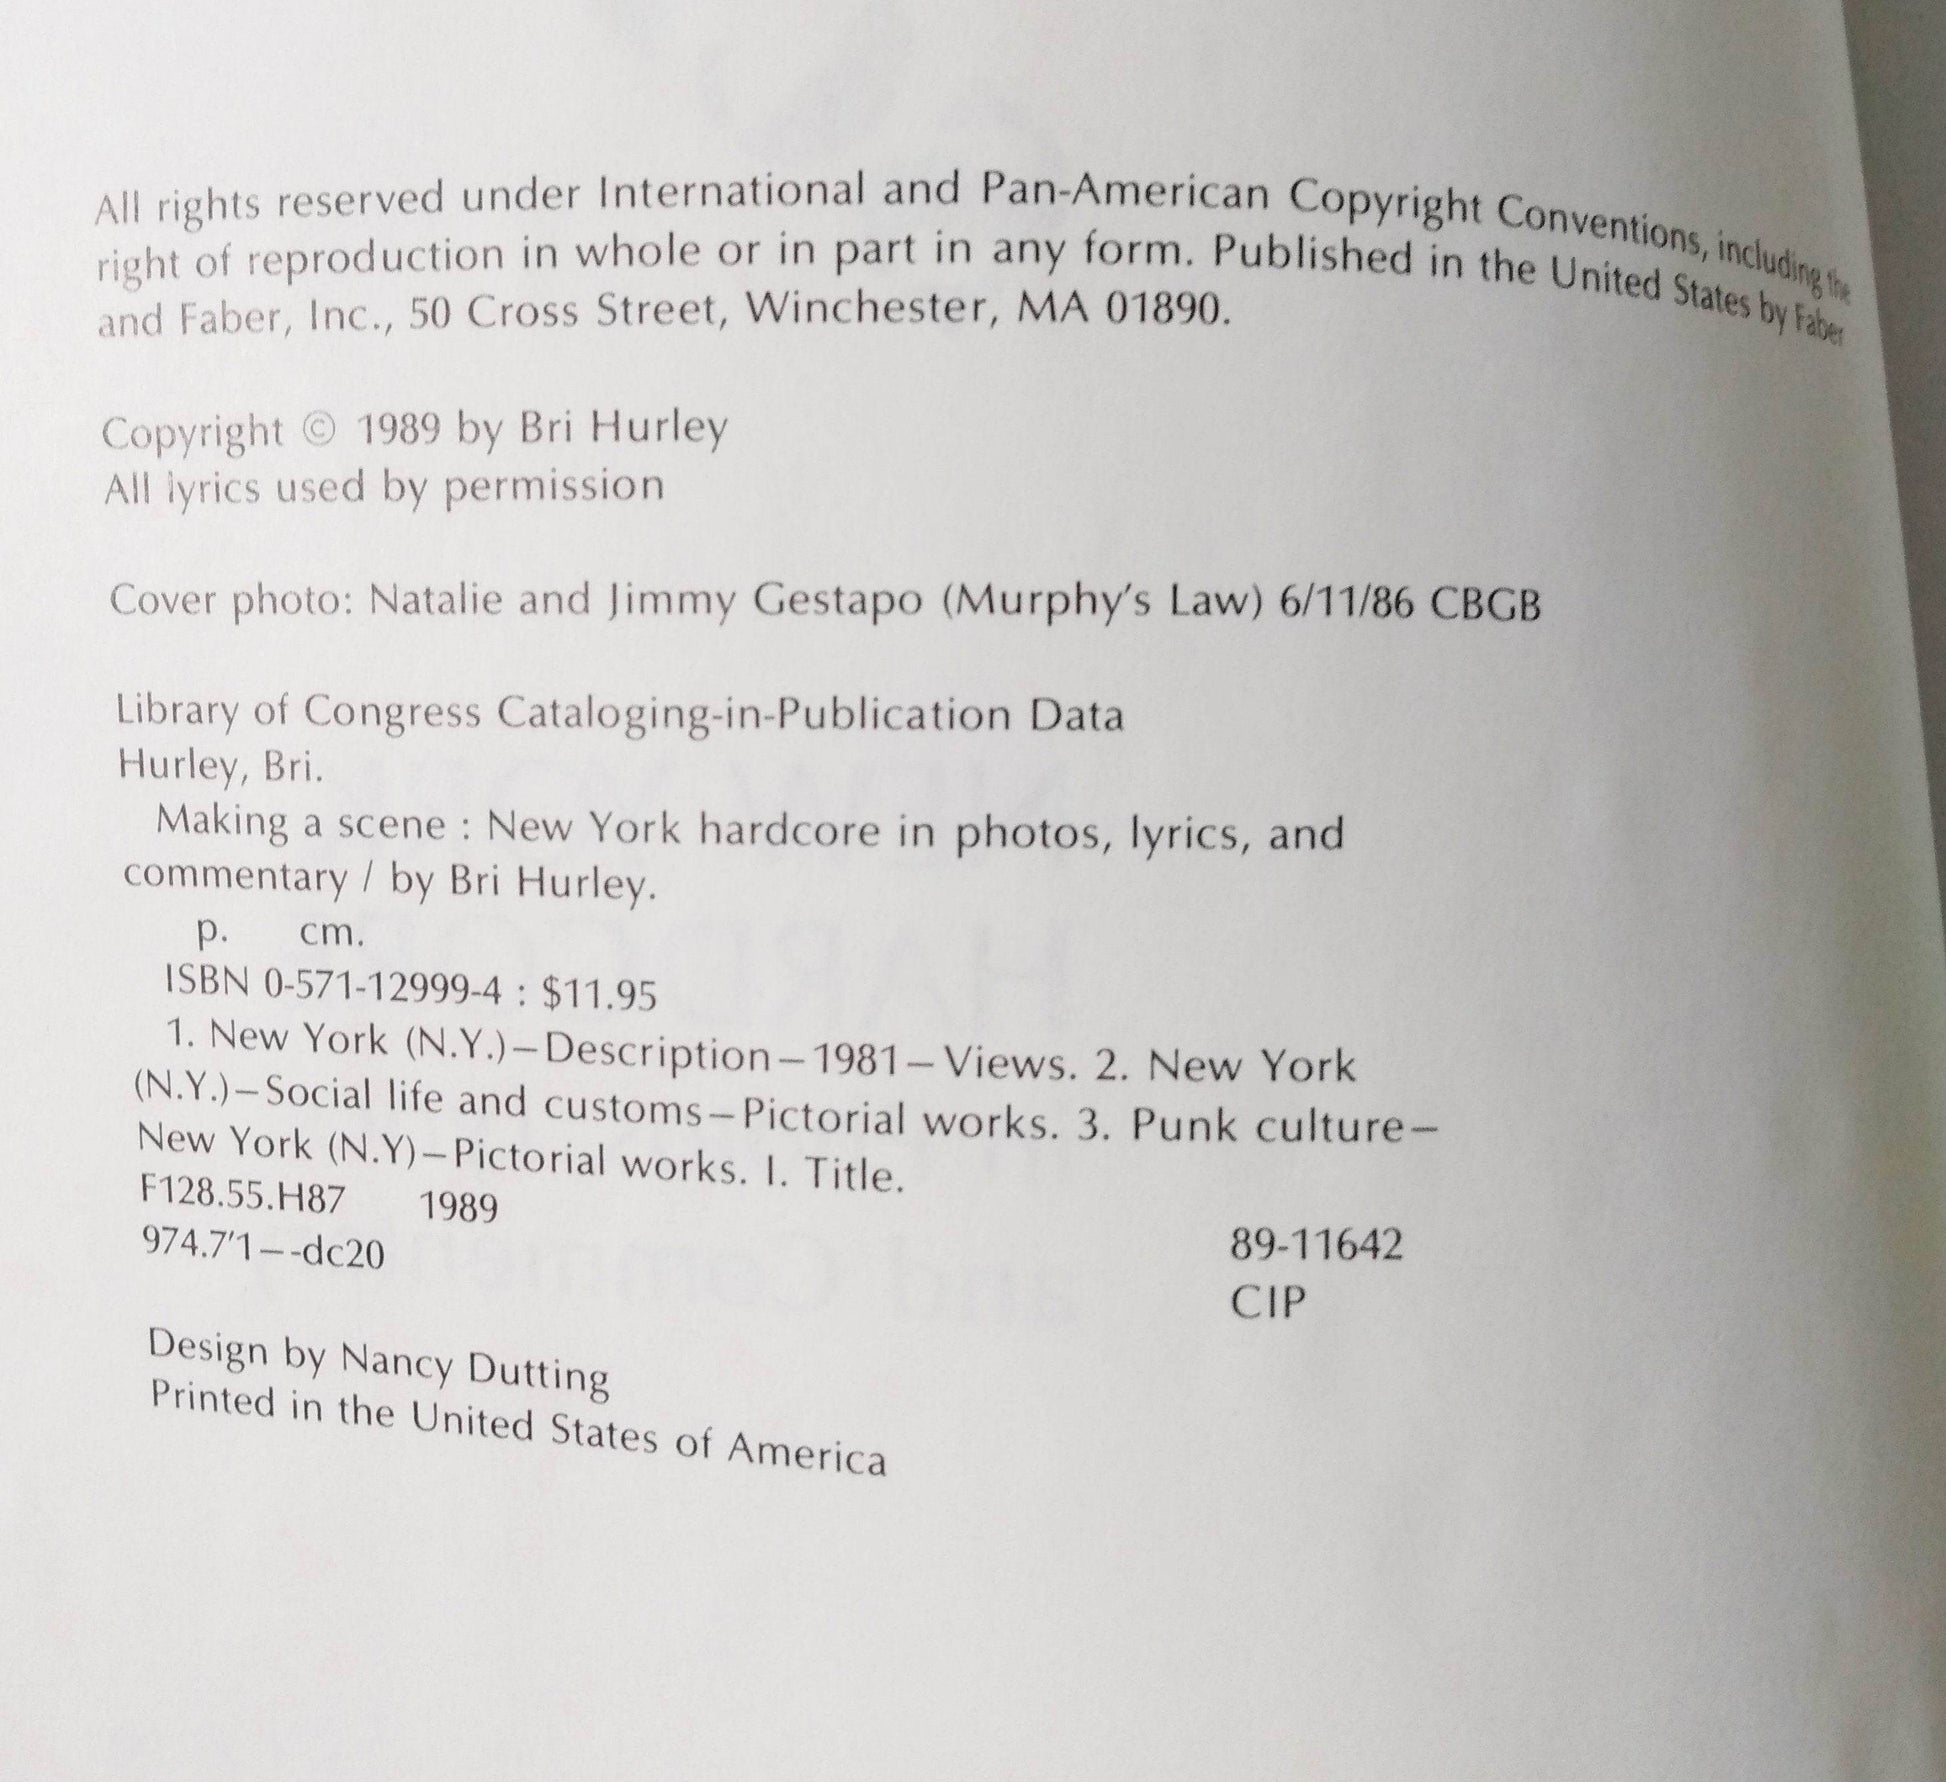 All rights reserved under International and Pan-American Copyright Conventions, including the
right of reproduction in whole or in part in any form. Published in the United States by Faber
and Faber, Inc., 50 Cross Street, Winchester, MA 01890.
Copyright © 1989 by Bri Hurley
All lyrics used by permission
Cover photo: Natalie and Jimmy Gestapo (Murphy's Law) 6/11/86 CBGB
Library of Congress Cataloging-in-Publication Data
Hurley, Bri.
Making a scene : New York hardcore in photos, lyrics, and
commentary / by Bri Hurley.
p. cm.
ISBN 0-571-12999-4 : $11.95
1. New York (N.Y.)—Description—1981—Views. 2. New York
(N.Y.)—Social life and customs—Pictorial works. 3. Punk culture—
New York (N.Y)—Pictorial works. I. Title.
F128.55.H87 1989
974.7'1—-dc20 89-11642
CIP
Design by Nancy Dutting
Printed in the United States of America